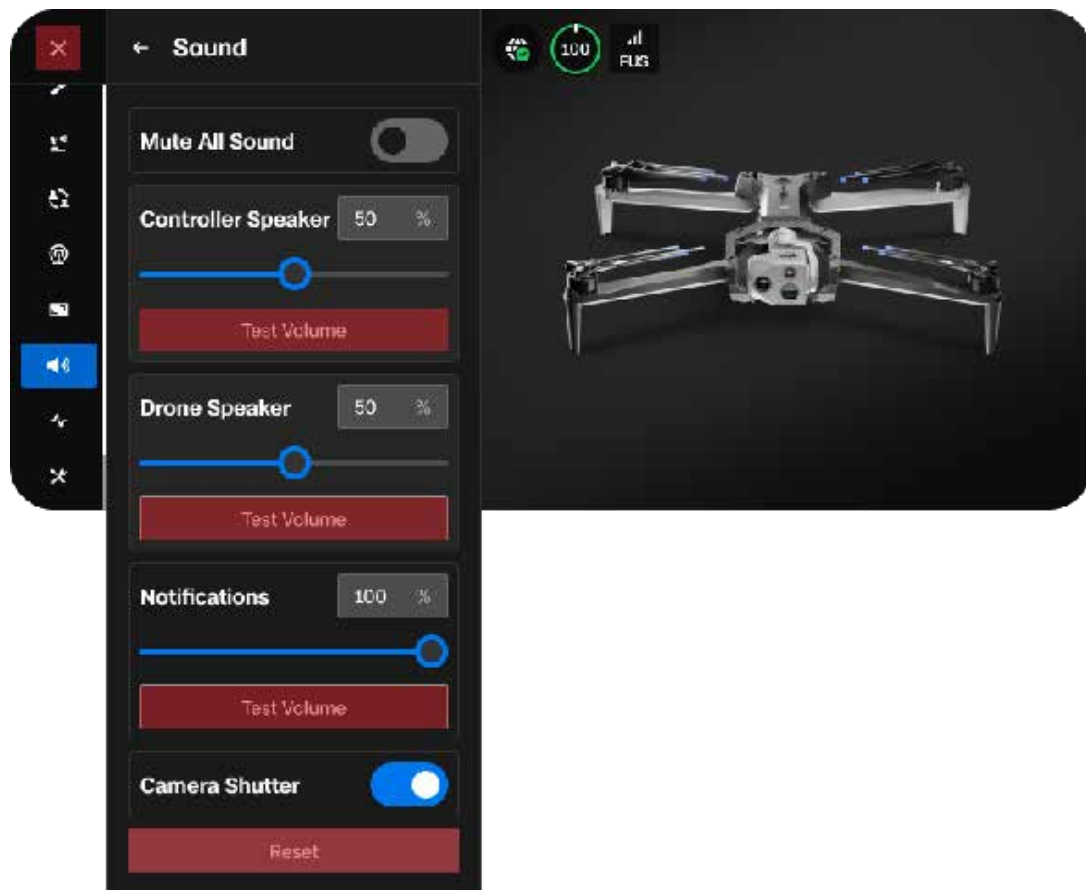 Sound
100
FUS
Mute All Sound
Controller Speaker 50 %
Test Volume
Drone Speaker 50 %
Test Volume
Notifications 100 %
Test Volume
Camera Shutter
Reset